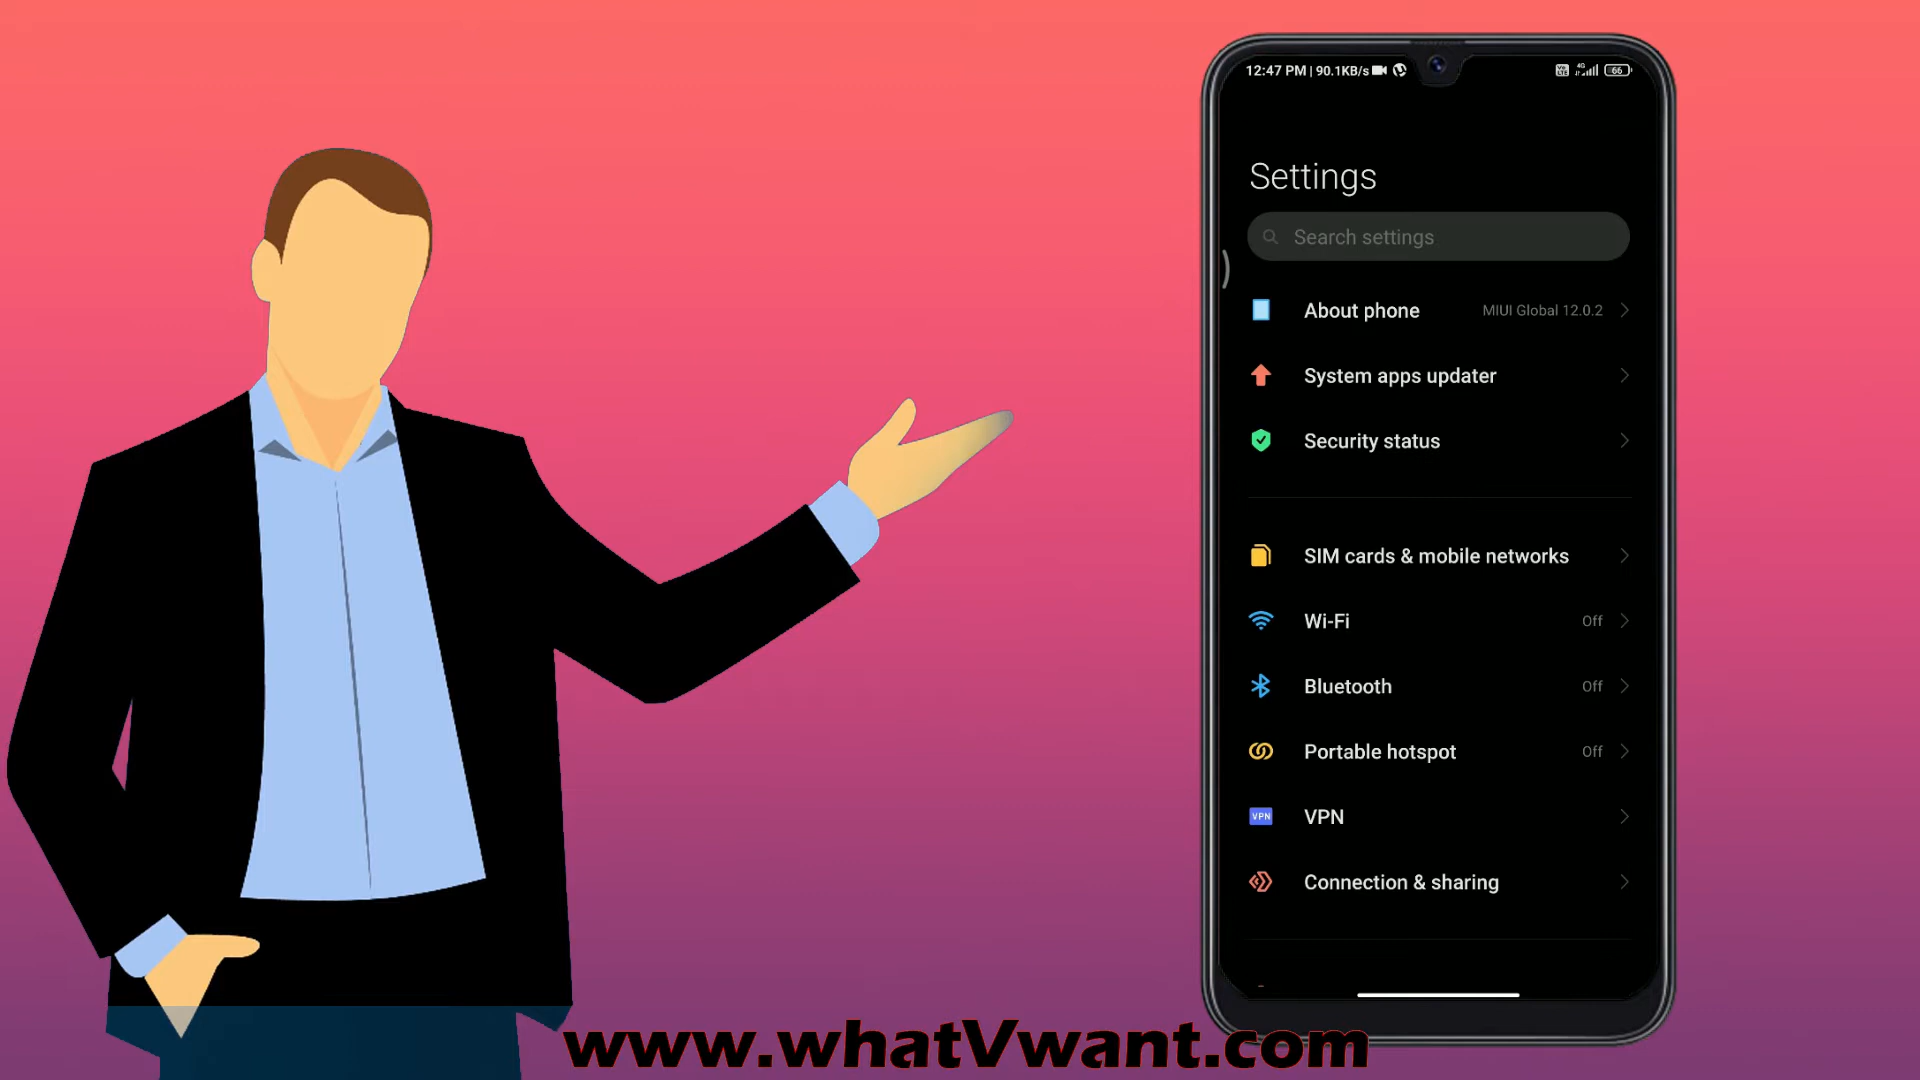 12:47 PM | 90.1KB/s
4G
66
Settings
Search settings
About phone MIUI Global 12.0.2
System apps updater
Security status
SIM cards & mobile networks
Wi-Fi Off
Bluetooth Off
Portable hotspot Off
VPN VPN
Connection & sharing
www.whatVwant.com